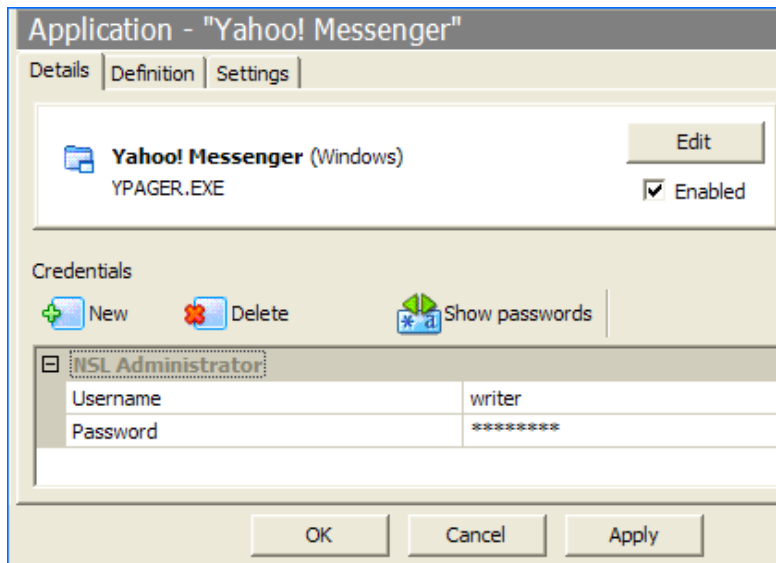 Application - "Yahoo! Messenger"
Details Definition Settings
Yahoo! Messenger (Windows) Edit
YPAGER.EXE Enabled
Credentials
New Delete * a Show passwords
NSL Administrator
Username writer
Password ********
OK Cancel Apply